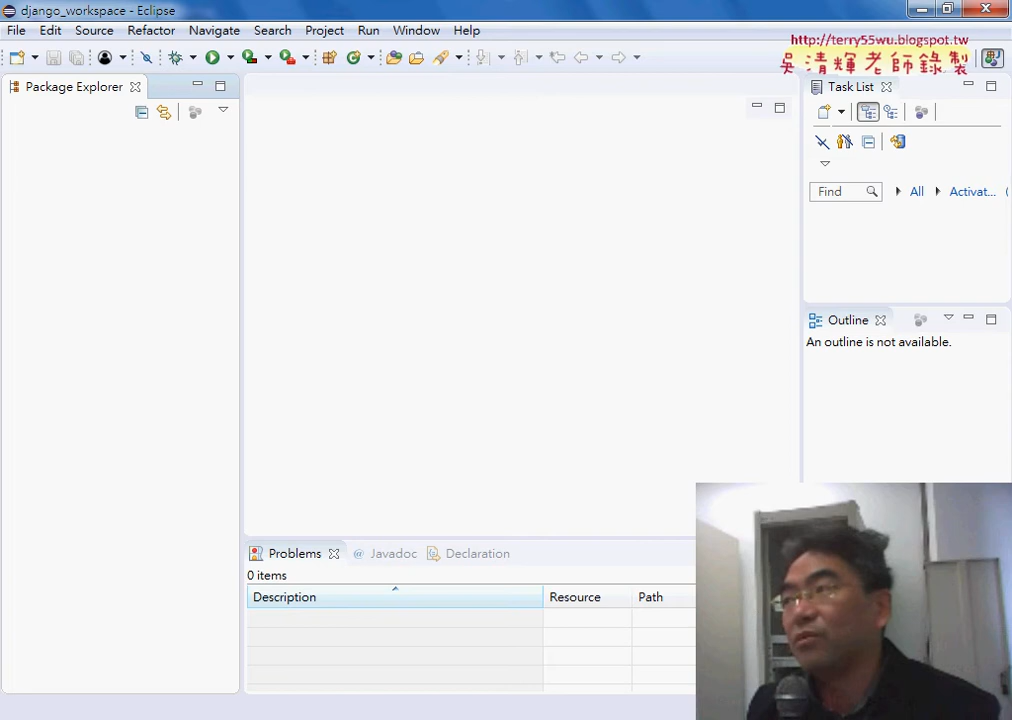 django_workspace - Eclipse
File Edit Source Refactor Navigate Search Project Run Window Help
http://terry55wu.blogspot.tw
吳清輝老師錄製
Package Explorer
Task List
Find All Activat...
Outline
An outline is not available.
Problems Javadoc Declaration
0 items
Description Resource Path